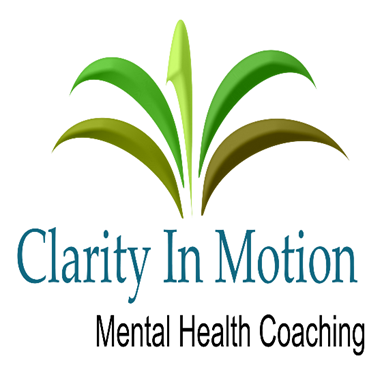 Clarity In Motion
Mental Health Coaching